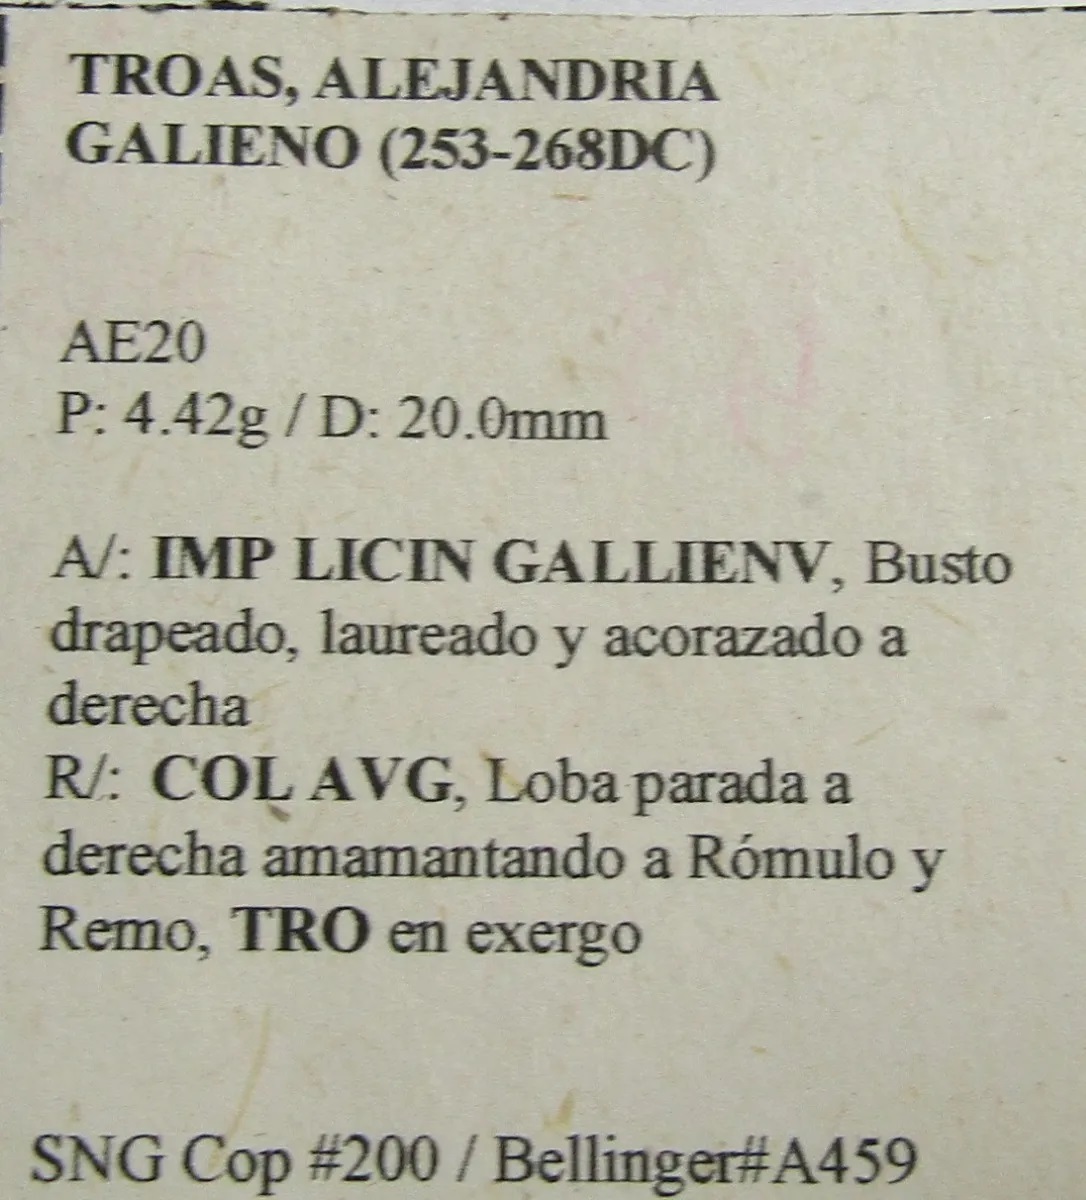 TROAS, ALEJANDRIA
GALIENO (253-268DC)
AE20
P: 4.42g / D: 20.0mm
A/: IMP LICIN GALLIENV, Busto
drapeado, laureado y acorazado a
derecha
R/: COL AVG, Loba parada a
derecha amamantando a Rómulo y
Remo, TRO en exergo
SNG Cop #200 / Bellinger#A459